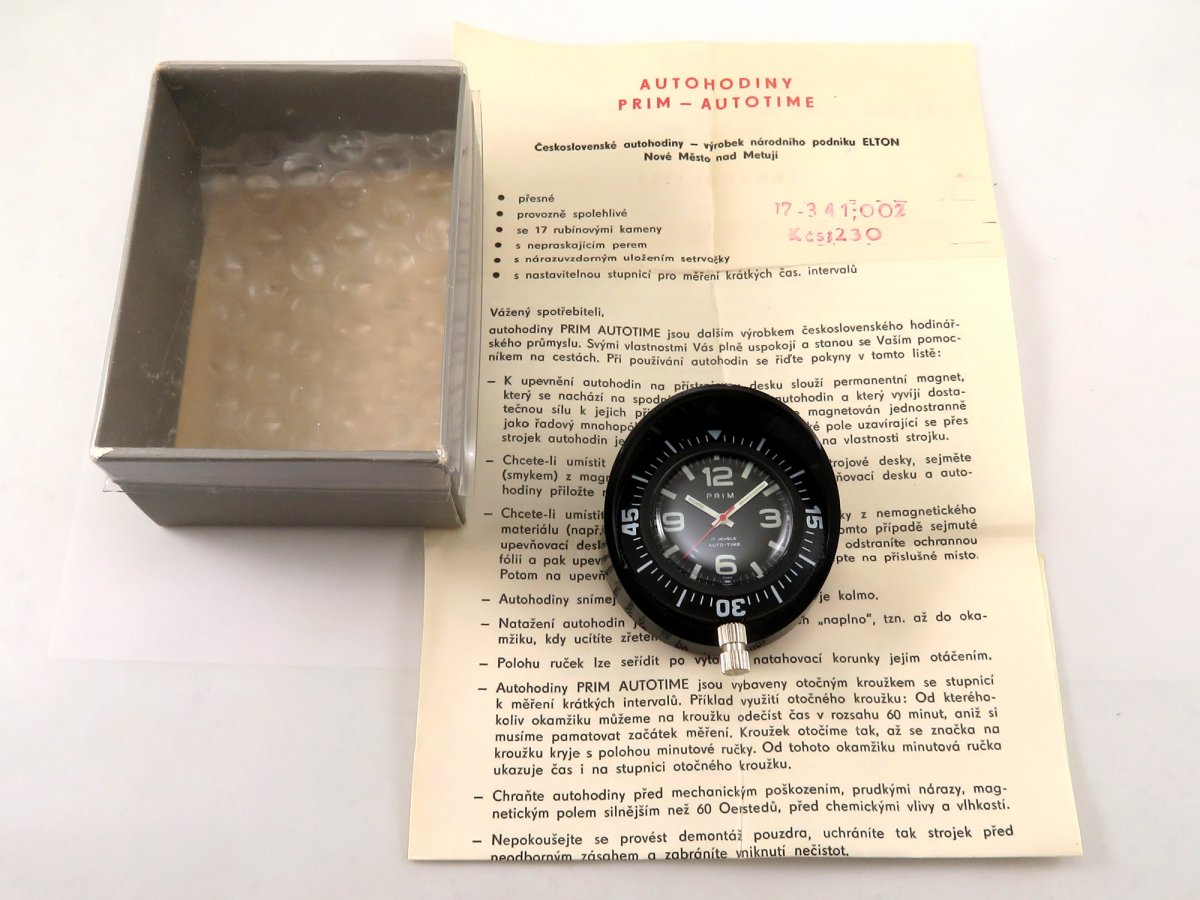 AUTOHODINY
PRIM – AUTOTIME
Československé autohodiny – výrobek národního podniku ELTON
Nové Město nad Metují
• přesné
• provozně spolehlivé
• se 17 rubínovými kameny
• s nepraskajícím perem
• s nárazuvzdorným uložením setrvačky
• s nastavitelnou stupnicí pro měření krátkých čas. intervalů
17-341,002
Kčs 230
Vážený spotřebiteli,
autohodiny PRIM AUTOTIME jsou dalším výrobkem československého hodinář-
ského průmyslu. Svými vlastnostmi Vás plně uspokojí a stanou se Vaším pomoc-
níkem na cestách. Při používání autohodin se řiďte pokyny v tomto listě:
– K upevnění autohodin na desku slouží permanentní magnet,
který se nachází na autohodin a který vyvíjí dosta-
tečnou sílu k jejich magnetován jednostranně
jako řadový pole uzavírající se přes
strojek autohodin na vlastnosti strojku.
– Chcete-li umístit desky, sejměte
(smykem) z desku a auto-
hodiny přiložte
– Chcete-li z nemagnetického
materiálu (např. případě sejmuté
upevňovací odstraníte ochrannou
fólii a pak na příslušné místo.
Potom na
– Autohodiny je kolmo.
– Natažení autohodin „naplno“, tzn. až do oka-
mžiku, kdy ucítíte
– Polohu ruček lze seřídit po natahovací korunky jejím otáčením.
– Autohodiny PRIM AUTOTIME jsou vybaveny otočným kroužkem se stupnicí
k měření krátkých intervalů. Příklad využití otočného kroužku: Od kterého-
koliv okamžiku můžeme na kroužku odečíst čas v rozsahu 60 minut, aniž si
musíme pamatovat začátek měření. Kroužek otočíme tak, až se značka na
kroužku kryje s polohou minutové ručky. Od tohoto okamžiku minutová ručka
ukazuje čas i na stupnici otočného kroužku.
– Chraňte autohodiny před mechanickým poškozením, prudkými nárazy, mag-
netickým polem silnějším než 60 Oerstedů, před chemickými vlivy a vlhkostí.
– Nepokoušejte se provést demontáž pouzdra, uchráníte tak strojek před
neodborným zásahem a zabráníte vniknutí nečistot.
12
PRIM
9
3
17 JEWELS
AUTO-TIME
6
45
15
30